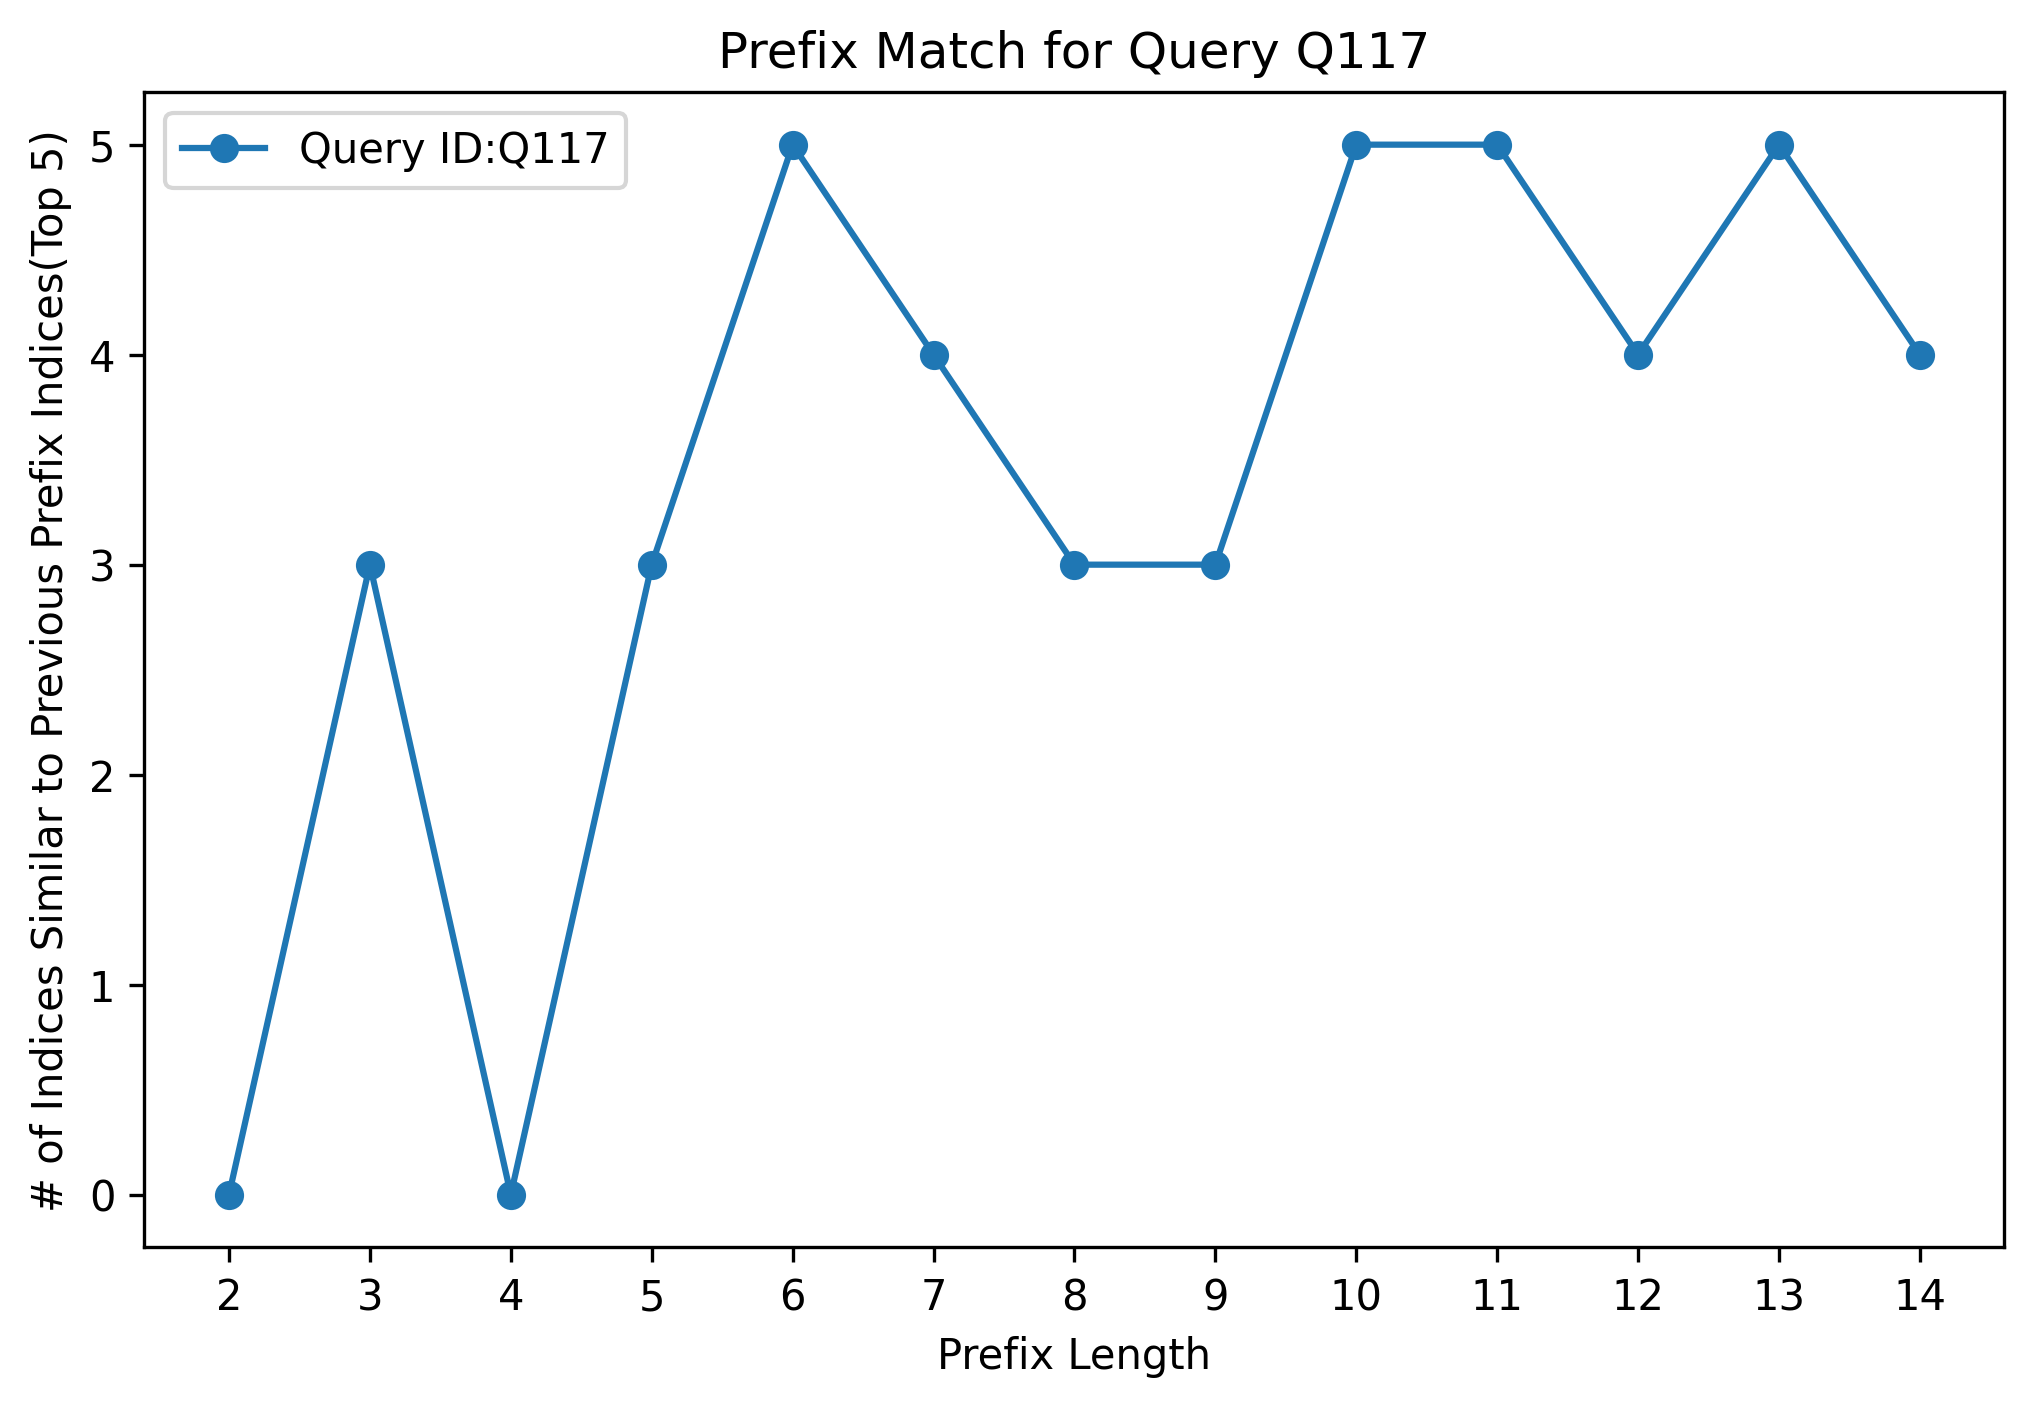 Prefix Match for Query Q117
Query ID:Q117
# of Indices Similar to Previous Prefix Indices(Top 5)
5
4
3
2
1
0
2 3 4 5 6 7 8 9 10 11 12 13 14
Prefix Length